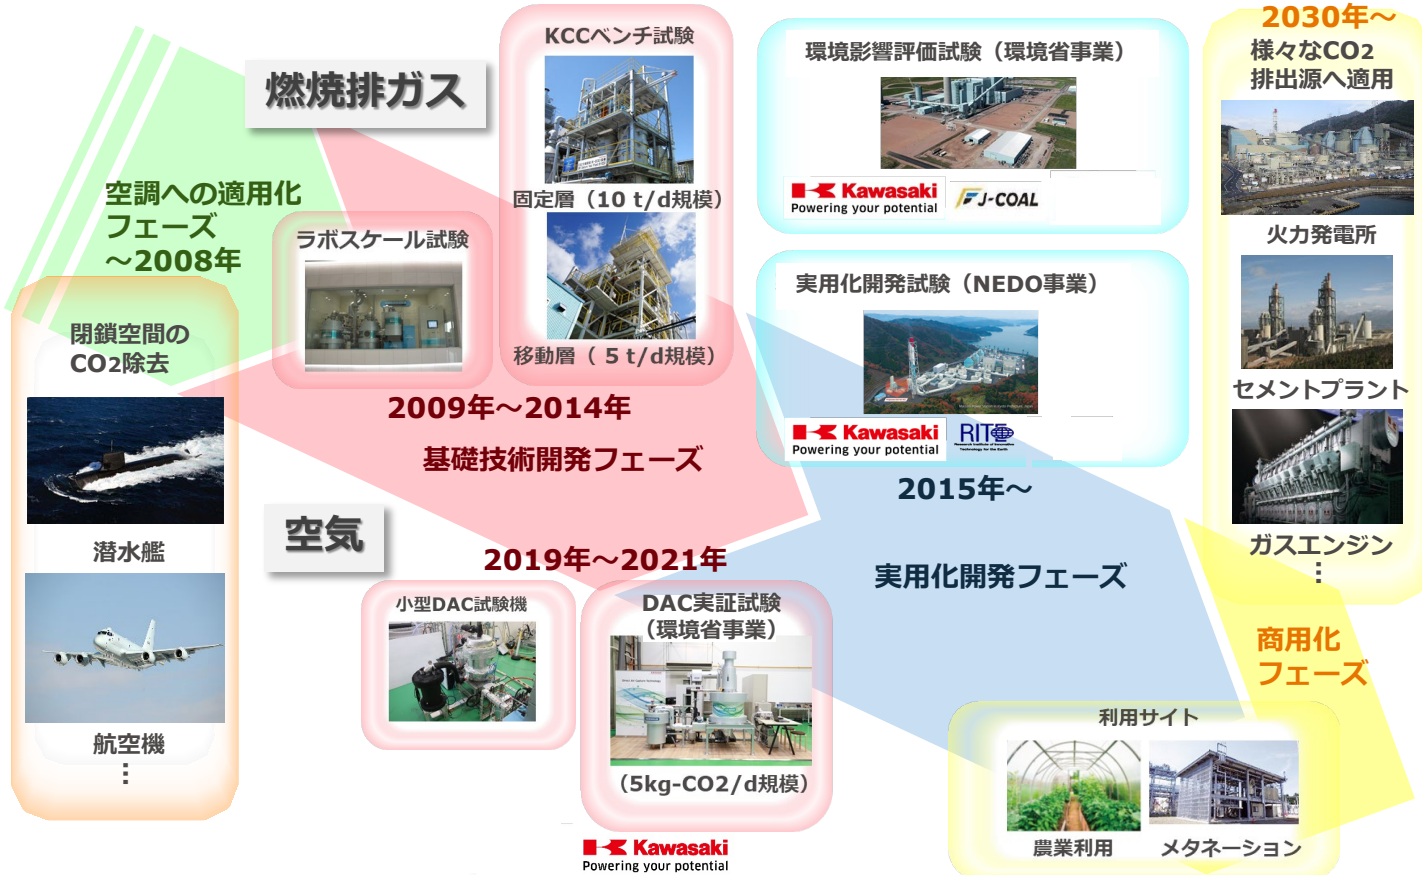 燃焼排ガス
空調への適用化
フェーズ
～2008年
閉鎖空間の
CO2除去
潜水艦
航空機
…
ラボスケール試験
KCCベンチ試験
固定層（10 t/d規模）
移動層（ 5 t/d規模）
2009年～2014年
基礎技術開発フェーズ
環境影響評価試験（環境省事業）
Kawasaki
Powering your potential
J-COAL
実用化開発試験（NEDO事業）
Kawasaki
Powering your potential
RITE
Research Institute of Innovative
Technology for the Earth
2015年～
実用化開発フェーズ
空気
2019年～2021年
小型DAC試験機
DAC実証試験
（環境省事業）
（5kg-CO2/d規模）
Kawasaki
Powering your potential
2030年～
様々なCO2
排出源へ適用
火力発電所
セメントプラント
ガスエンジン
…
商用化
フェーズ
利用サイト
農業利用
メタネーション